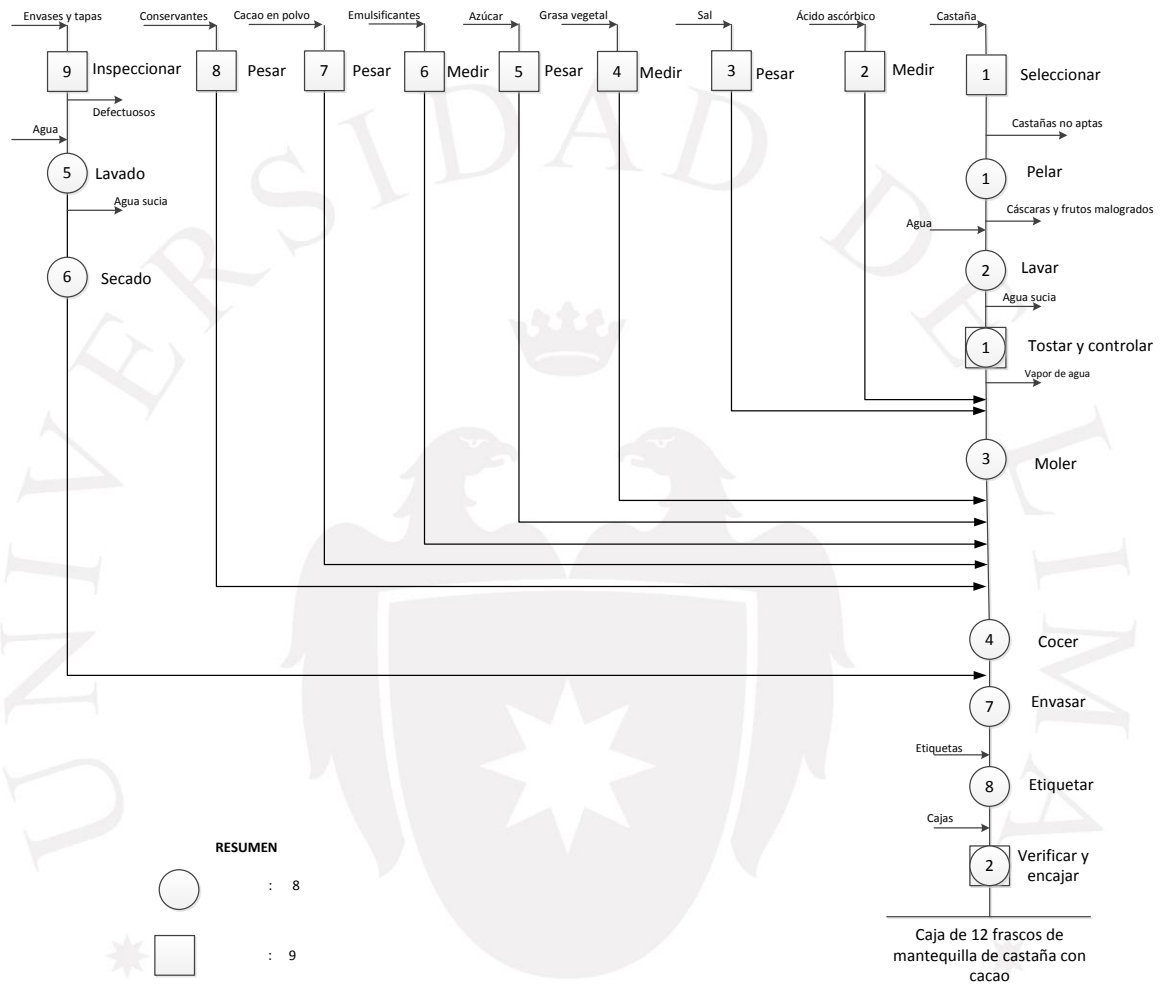 Envases y tapas
Conservantes
Cacao en polvo
Emulsificantes
Azúcar
Grasa vegetal
Sal
Ácido ascórbico
Castaña
9 Inspeccionar
8 Pesar
7 Pesar
6 Medir
5 Pesar
4 Medir
3 Pesar
2 Medir
1 Seleccionar
Defectuosos
Castañas no aptas
Agua
5 Lavado
1 Pelar
Agua sucia
Cáscaras y frutos malogrados
Agua
6 Secado
2 Lavar
Agua sucia
1 Tostar y controlar
Vapor de agua
3 Moler
4 Cocer
7 Envasar
Etiquetas
8 Etiquetar
Cajas
2 Verificar y
encajar
RESUMEN
: 8
: 9
Caja de 12 frascos de
mantequilla de castaña con
cacao
UNIVERSIDAD DE LIMA